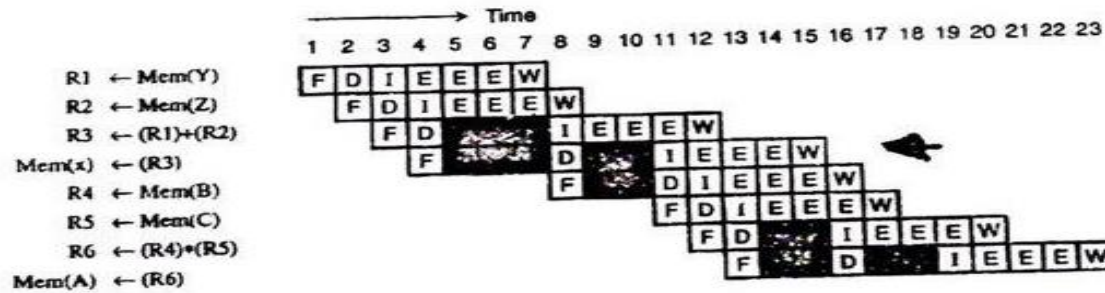 Time
1 2 3 4 5 6 7 8 9 10 11 12 13 14 15 16 17 18 19 20 21 22 23
R1 ← Mem(Y) F D I E E E W
R2 ← Mem(Z) F D I E E E W
R3 ← (R1)+(R2) F D I E E E W
Mem(x) ← (R3) F D I E E E W
R4 ← Mem(B) F D I E E E W
R5 ← Mem(C) F D I E E E W
R6 ← (R4)*(R5) F D I E E E W
Mem(A) ← (R6) F D I E E E W